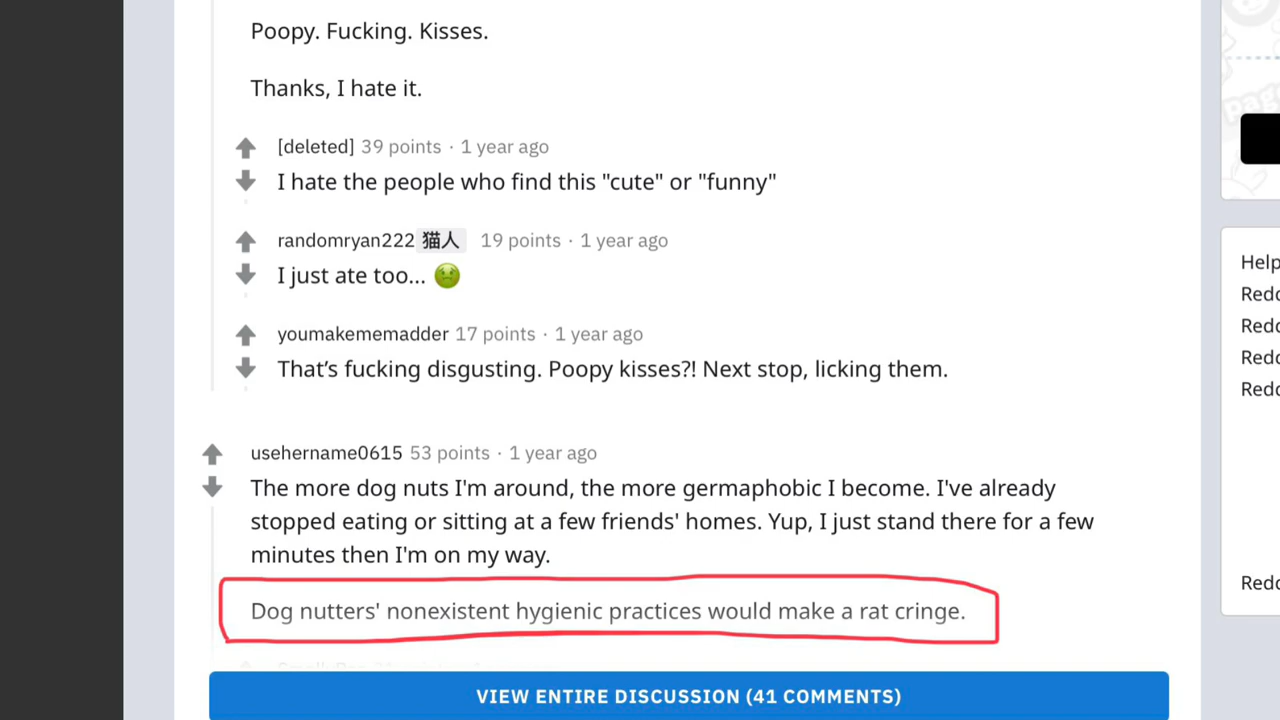 Poopy. Fucking. Kisses.
Thanks, I hate it.
[deleted] 39 points · 1 year ago
I hate the people who find this "cute" or "funny"
randomryan222 猫人 19 points · 1 year ago
I just ate too... 🤢
youmakememadder 17 points · 1 year ago
That’s fucking disgusting. Poopy kisses?! Next stop, licking them.
usehername0615 53 points · 1 year ago
The more dog nuts I'm around, the more germaphobic I become. I've already
stopped eating or sitting at a few friends' homes. Yup, I just stand there for a few
minutes then I'm on my way.
Dog nutters' nonexistent hygienic practices would make a rat cringe.
VIEW ENTIRE DISCUSSION (41 COMMENTS)
Help
Redd
Redd
Redd
Redd
Redd